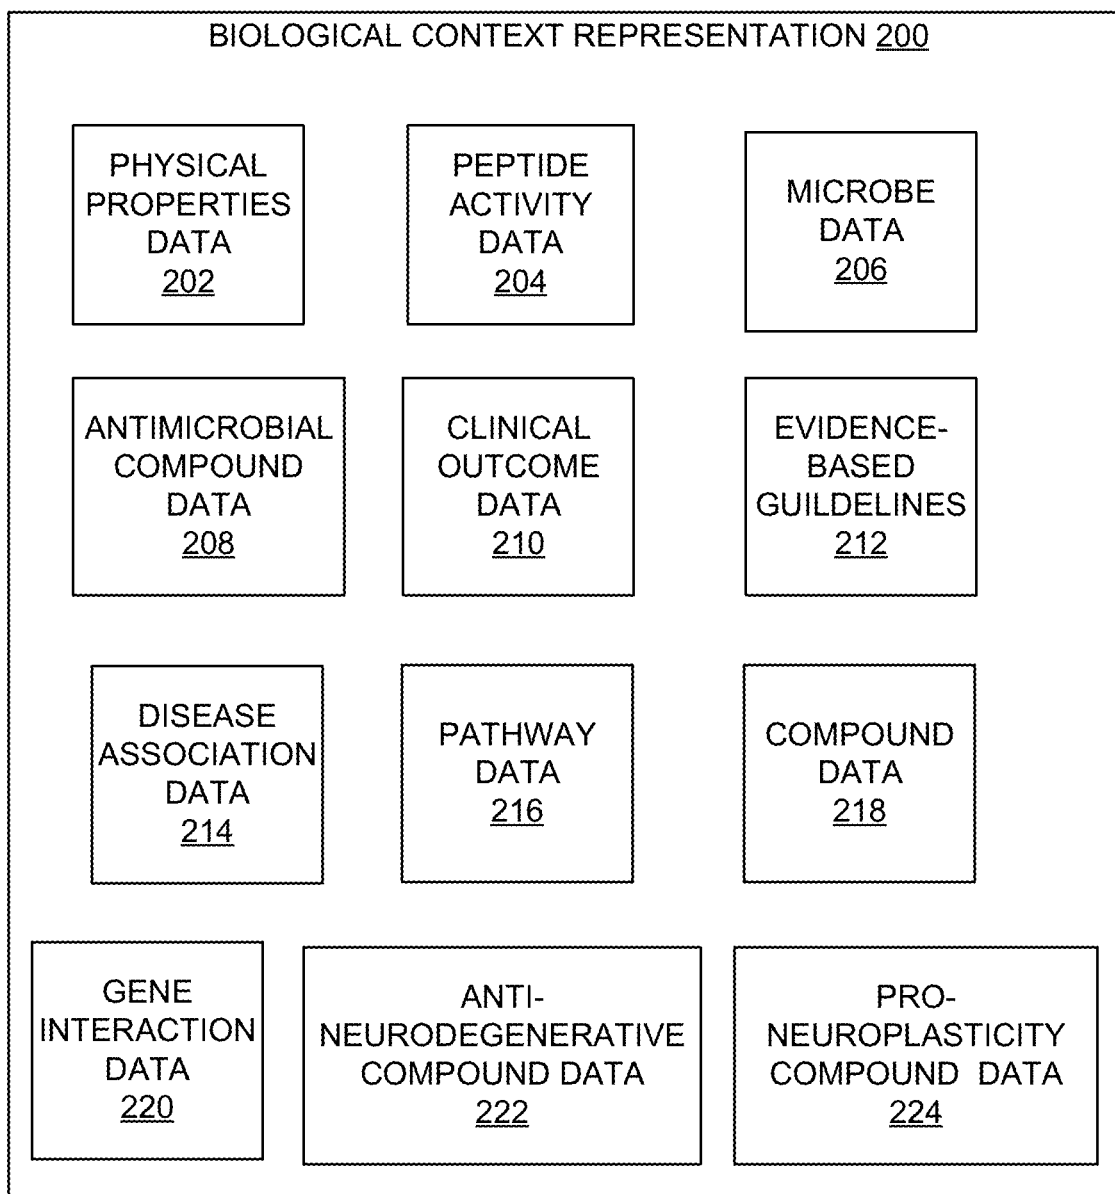 BIOLOGICAL CONTEXT REPRESENTATION 200
PHYSICAL
PROPERTIES
DATA
202
PEPTIDE
ACTIVITY
DATA
204
MICROBE
DATA
206
ANTIMICROBIAL
COMPOUND
DATA
208
CLINICAL
OUTCOME
DATA
210
EVIDENCE-
BASED
GUILDELINES
212
DISEASE
ASSOCIATION
DATA
214
PATHWAY
DATA
216
COMPOUND
DATA
218
GENE
INTERACTION
DATA
220
ANTI-
NEURODEGENERATIVE
COMPOUND DATA
222
PRO-
NEUROPLASTICITY
COMPOUND DATA
224